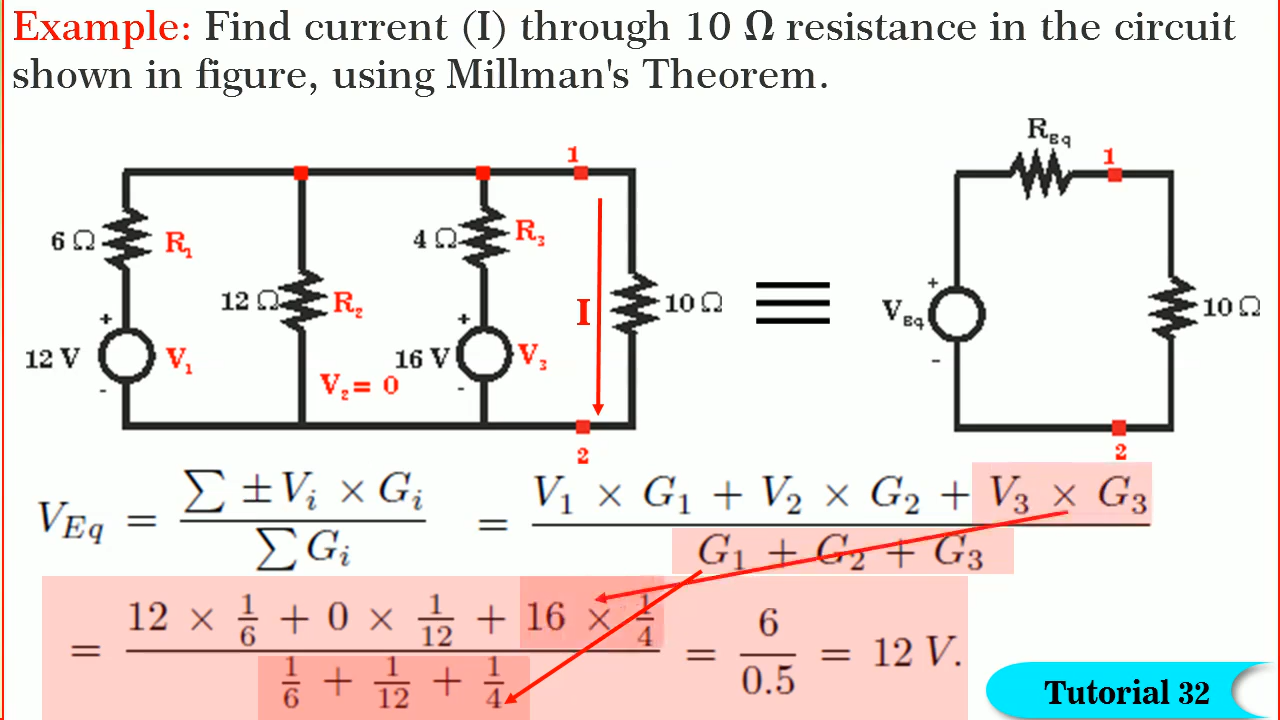 Example: Find current (I) through 10 Ω resistance in the circuit
shown in figure, using Millman's Theorem.
6 Ω
R₁
12 V
+
-
V₁
12 Ω
R₂
V₂ = 0
4 Ω
R₃
16 V
+
-
V₃
1
I
2
10 Ω
≡
R_Eq
1
V_Eq
+
-
10 Ω
2
V_Eq = (∑ ± V_i × G_i) / (∑ G_i) = (V₁ × G₁ + V₂ × G₂ + V₃ × G₃) / (G₁ + G₂ + G₃)
= (12 × 1/6 + 0 × 1/12 + 16 × 1/4) / (1/6 + 1/12 + 1/4) = 6/0.5 = 12 V.
Tutorial 32